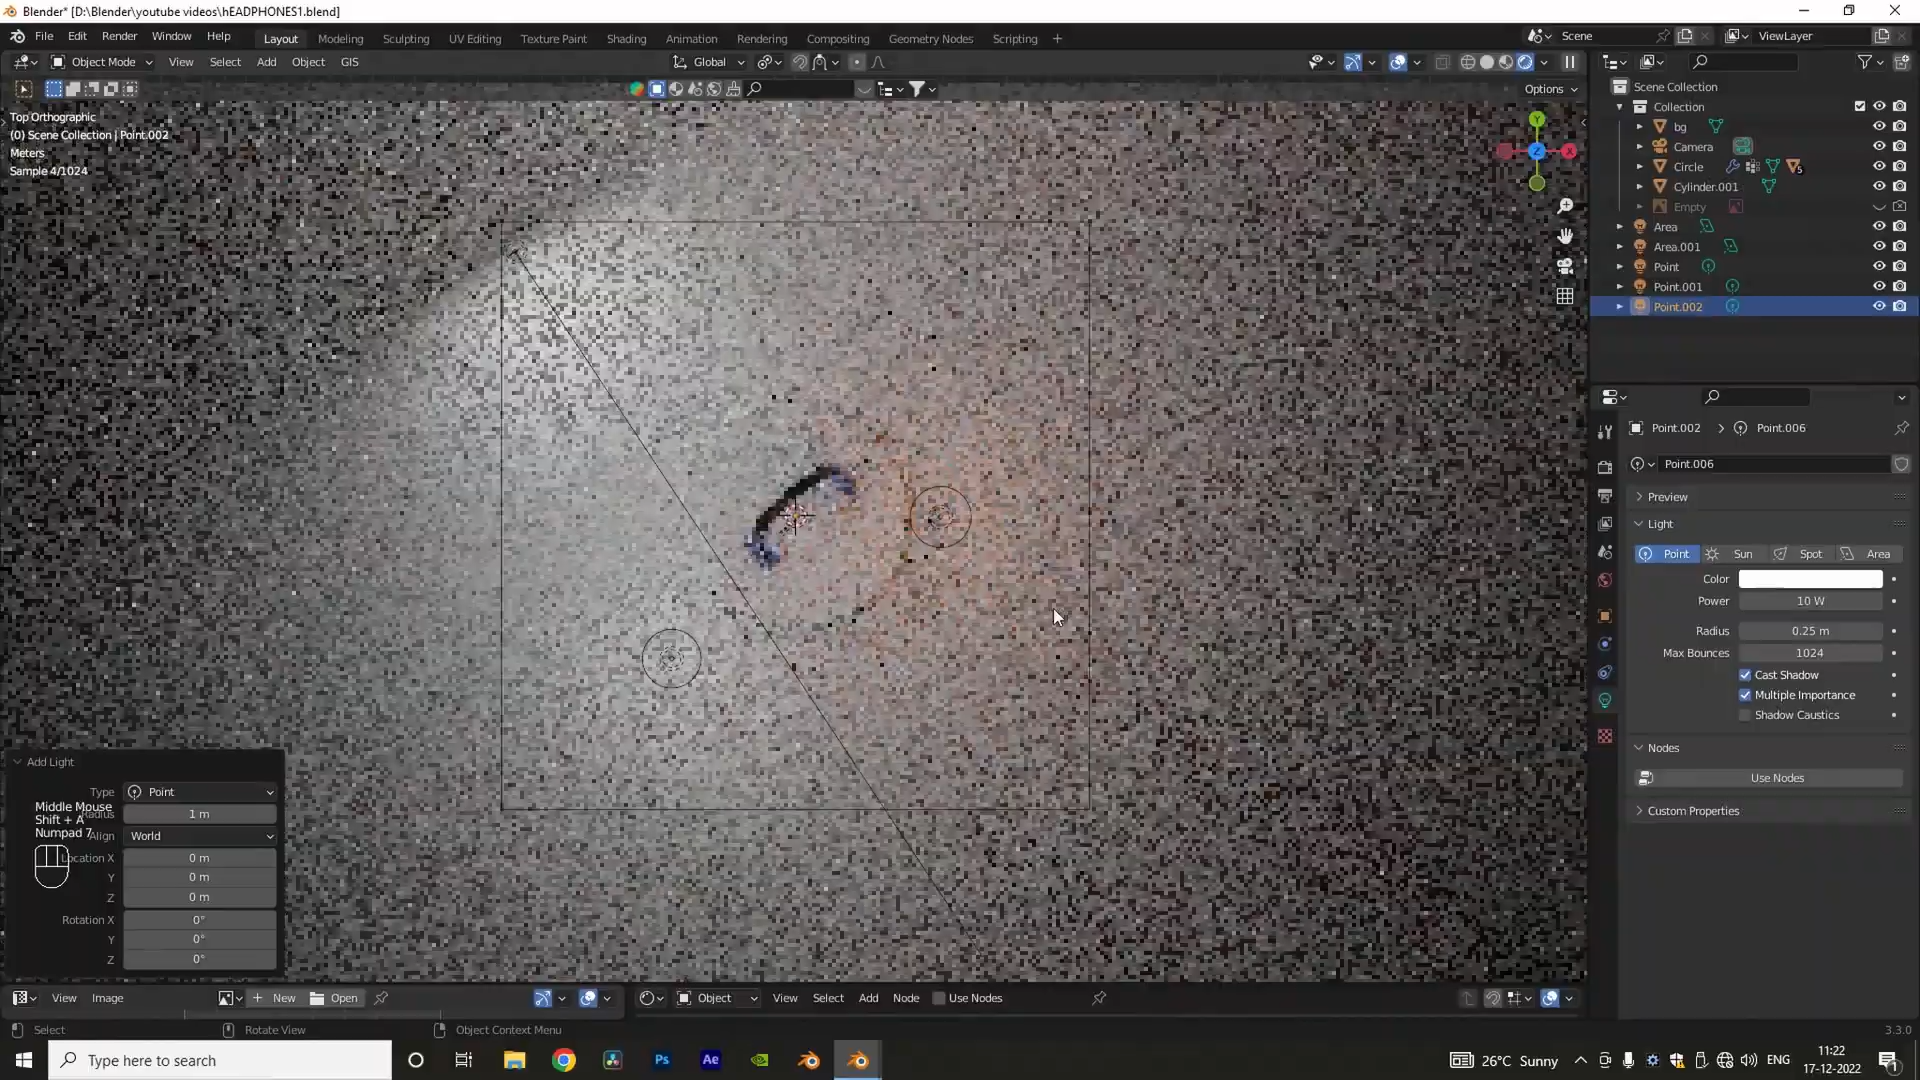 Blender* [D:\Blender\youtube videos\hEADPHONES1.blend]
File Edit Render Window Help Layout Modeling Sculpting UV Editing Texture Paint Shading Animation Rendering Compositing Geometry Nodes Scripting + Scene ViewLayer
Object Mode View Select Add Object GIS Global
Options
Top Orthographic
(0) Scene Collection | Point.002
Meters
Sample 4/1024
Y
Z
X
Scene Collection
Collection
bg
Camera
Circle 5
Cylinder.001
Empty
Area
Area.001
Point
Point.001
Point.002
Point.002 > Point.006
Point.006
Preview
Light
Point Sun Spot Area
Color
Power 10 W
Radius 0.25 m
Max Bounces 1024
Cast Shadow
Multiple Importance
Shadow Caustics
Nodes
Use Nodes
Custom Properties
Add Light
Type Point
Middle Mouse
Radius 1 m
Shift + A
Numpad 7
Align World
Location X 0 m
Y 0 m
Z 0 m
Rotation X 0°
Y 0°
Z 0°
View Image + New Open Object View Select Add Node Use Nodes
Select Rotate View Object Context Menu 3.3.0
Type here to search Ps Ae 26°C Sunny ENG 11:22
17-12-2022 1